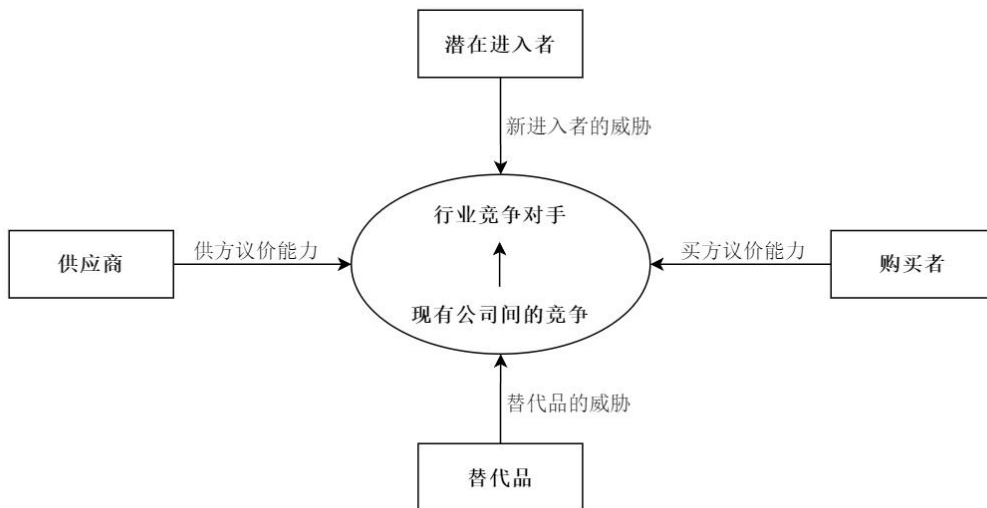 潜在进入者
新进入者的威胁
行业竞争对手
供应商
供方议价能力
买方议价能力
购买者
现有公司间的竞争
替代品的威胁
替代品